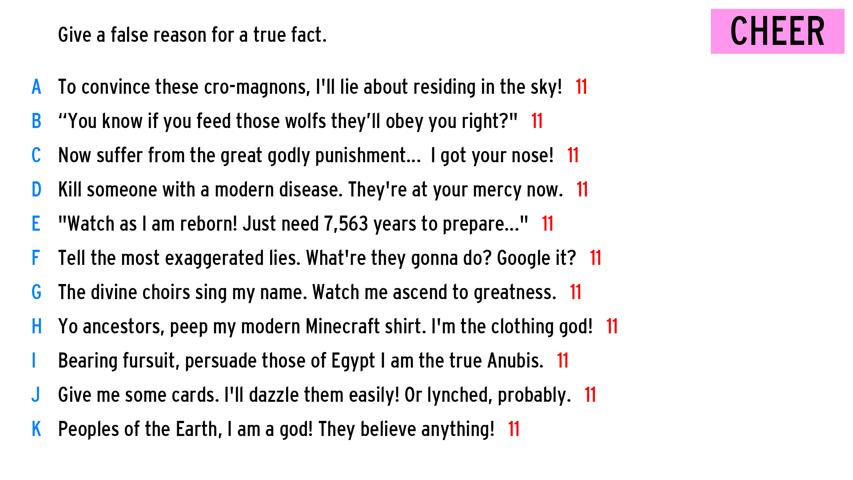 Give a false reason for a true fact.
CHEER
A To convince these cro-magnons, I'll lie about residing in the sky! 11
B “You know if you feed those wolfs they’ll obey you right?" 11
C Now suffer from the great godly punishment... I got your nose! 11
D Kill someone with a modern disease. They're at your mercy now. 11
E "Watch as I am reborn! Just need 7,563 years to prepare..." 11
F Tell the most exaggerated lies. What're they gonna do? Google it? 11
G The divine choirs sing my name. Watch me ascend to greatness. 11
H Yo ancestors, peep my modern Minecraft shirt. I'm the clothing god! 11
I Bearing fursuit, persuade those of Egypt I am the true Anubis. 11
J Give me some cards. I'll dazzle them easily! Or lynched, probably. 11
K Peoples of the Earth, I am a god! They believe anything! 11